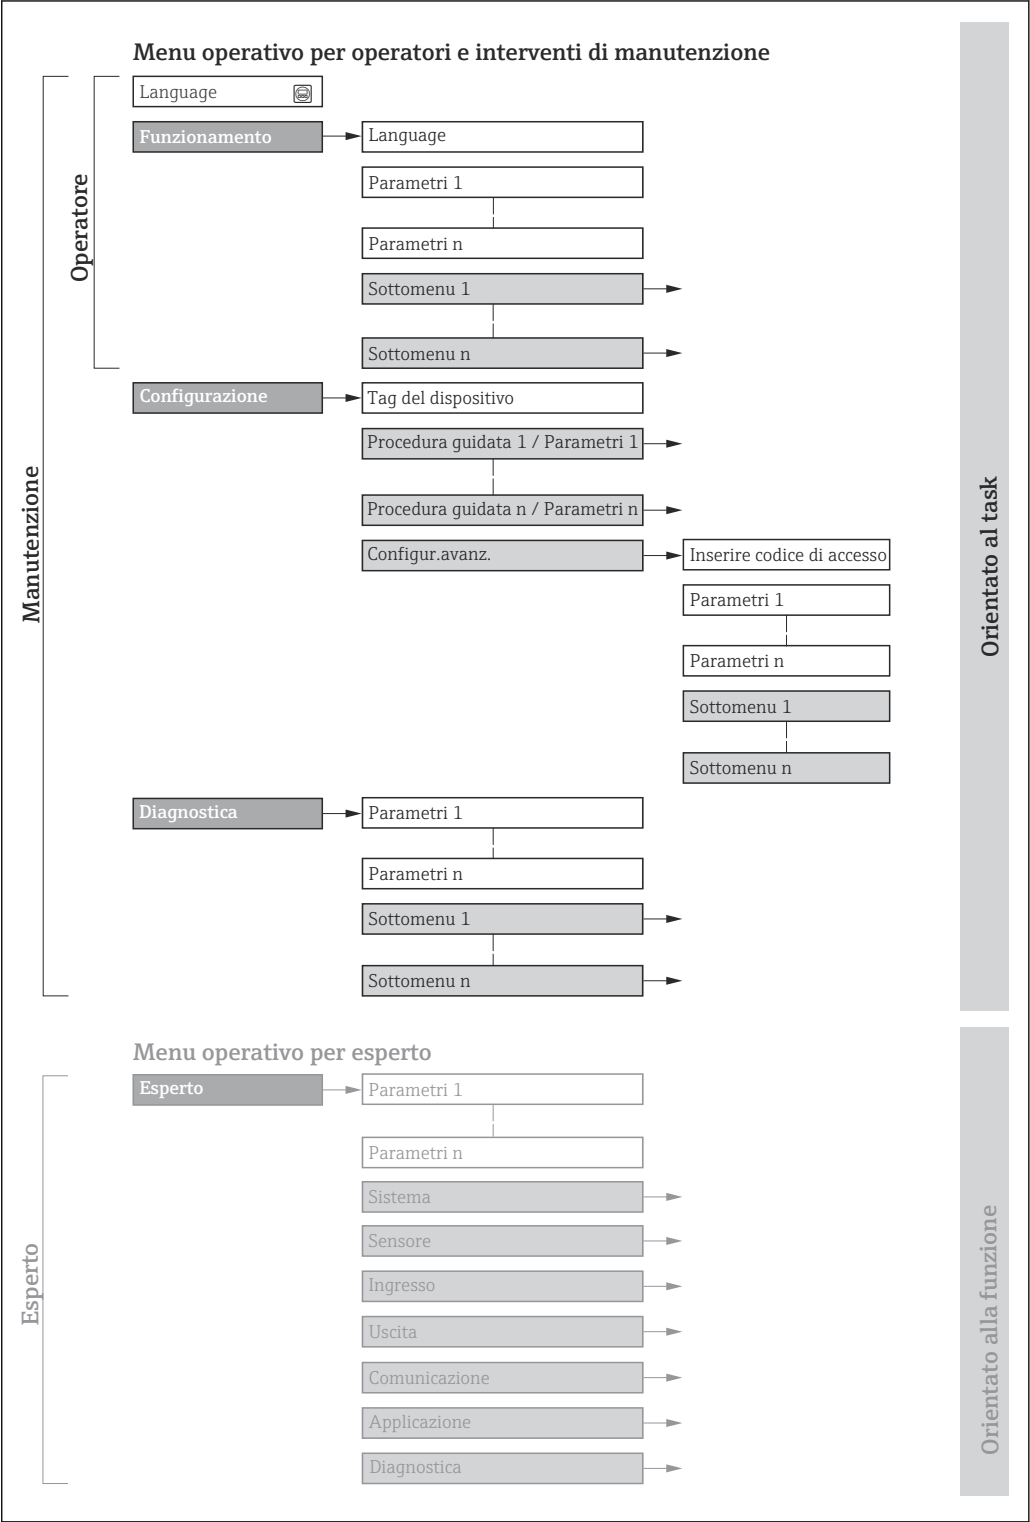 Menu operativo per operatori e interventi di manutenzione
Language
Funzionamento
Language
Parametri 1
Parametri n
Sottomenu 1
Sottomenu n
Operatore
Configurazione
Tag del dispositivo
Procedura guidata 1 / Parametri 1
Procedura guidata n / Parametri n
Configur.avanz.
Inserire codice di accesso
Parametri 1
Parametri n
Sottomenu 1
Sottomenu n
Manutenzione
Orientato al task
Diagnostica
Parametri 1
Parametri n
Sottomenu 1
Sottomenu n
Menu operativo per esperto
Esperto
Parametri 1
Parametri n
Sistema
Sensore
Ingresso
Uscita
Comunicazione
Applicazione
Diagnostica
Esperto
Orientato alla funzione